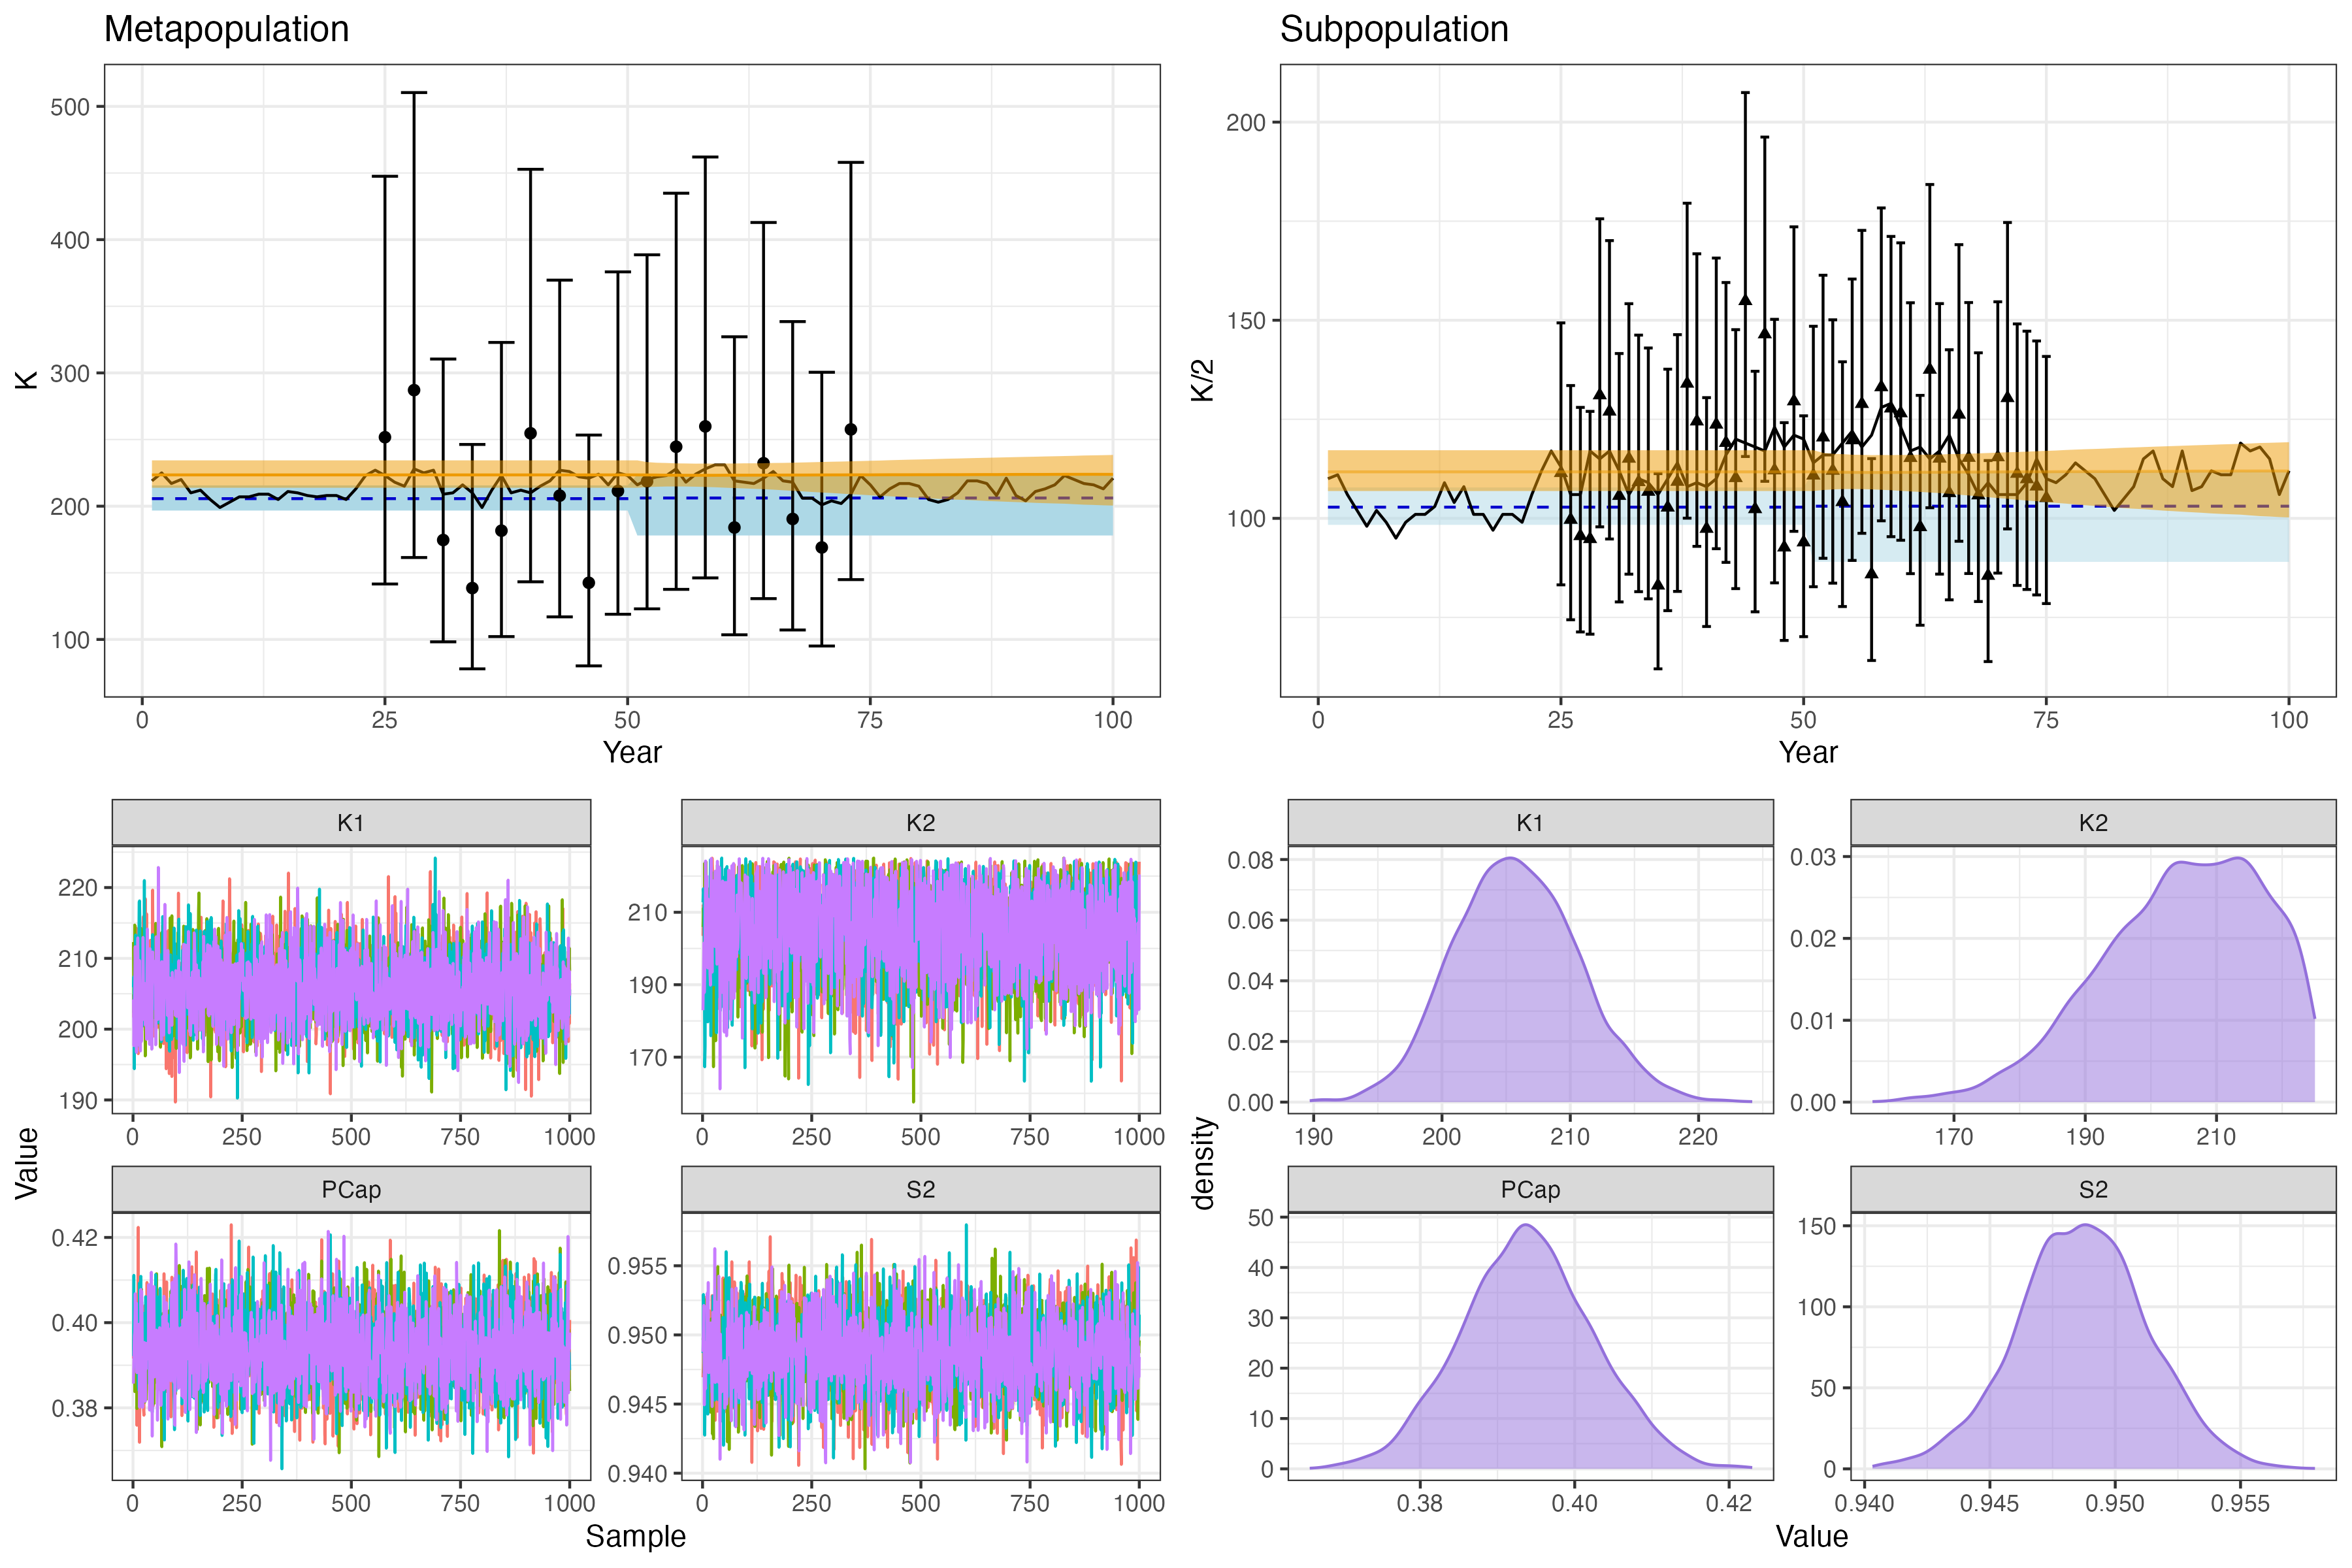 Metapopulation
Subpopulation
500
400
300
200
100
K
0 25 50 75 100
Year
200
150
100
K/2
0 25 50 75 100
Year
K1
K2
220
210
200
190
0 250 500 750 1000
210
190
170
0 250 500 750 1000
Value
PCap
S2
0.42
0.40
0.38
0 250 500 750 1000
0.955
0.950
0.945
0.940
0 250 500 750 1000
Sample
K1
K2
0.08
0.06
0.04
0.02
0.00
190 200 210 220
0.03
0.02
0.01
0.00
170 190 210
density
PCap
S2
50
40
30
20
10
0
0.38 0.40 0.42
150
100
50
0
0.940 0.945 0.950 0.955
Value